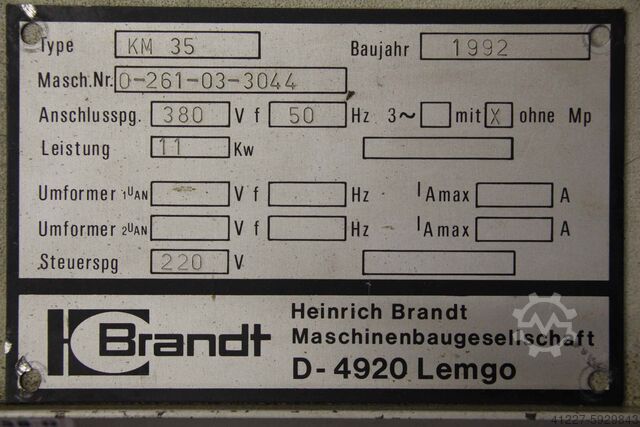 Type KM 35 Baujahr 1992
Masch.Nr. 0-261-03-3044
Anschlusspg. 380 V f 50 Hz 3~ mit X ohne Mp
Leistung 11 Kw
Umformer 1UAN V f Hz IAmax A
Umformer 2UAN V f Hz IAmax A
Steuerspg 220 V
Brandt
Heinrich Brandt
Maschinenbaugesellschaft
D-4920 Lemgo
41227-5929843